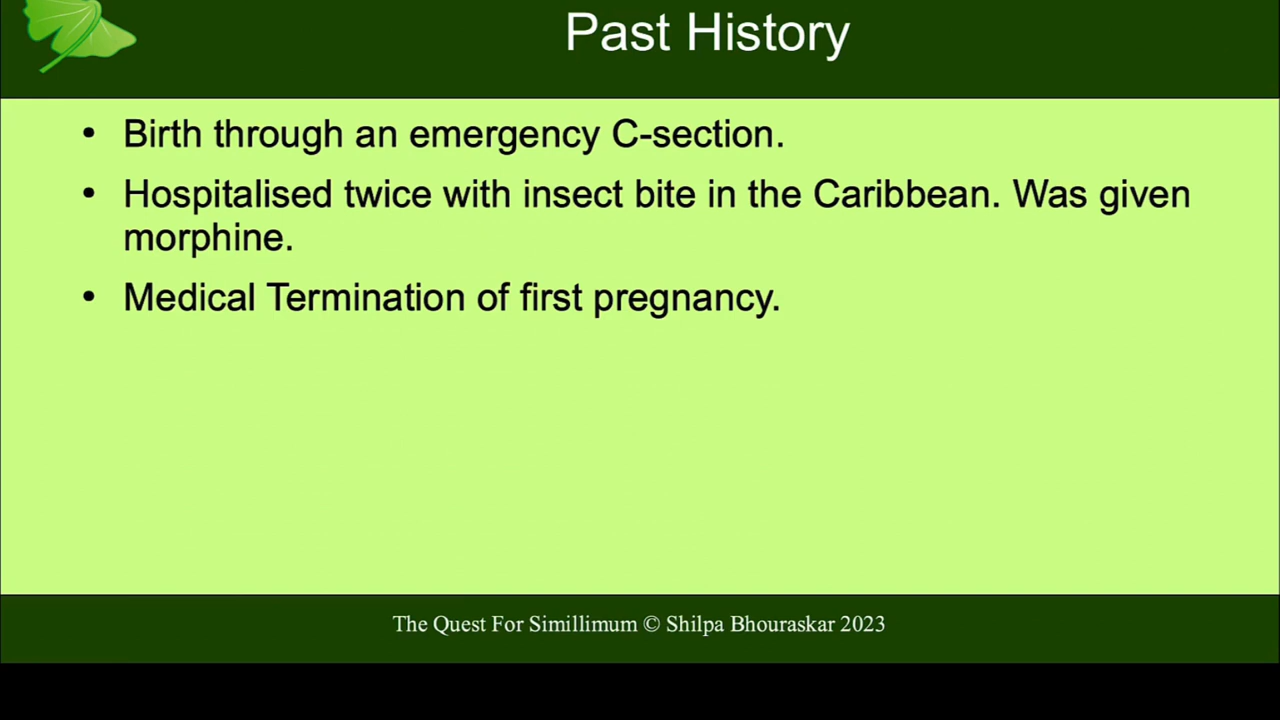 Past History
• Birth through an emergency C-section.
• Hospitalised twice with insect bite in the Caribbean. Was given
morphine.
• Medical Termination of first pregnancy.
The Quest For Simillimum © Shilpa Bhouraskar 2023